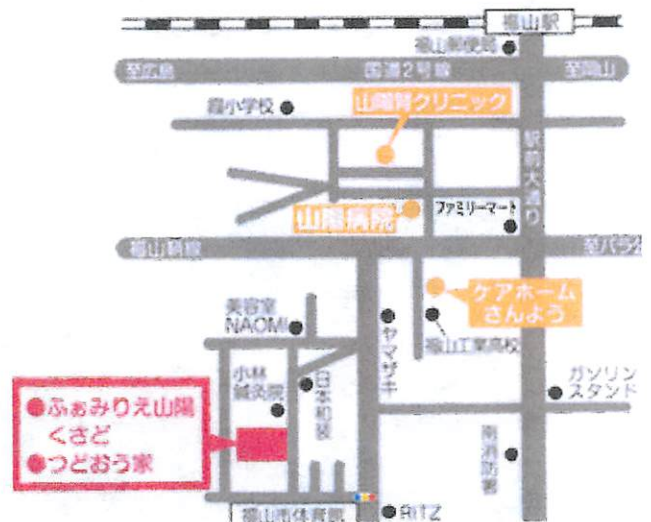 福山駅
福山郵便局
至広島
国道2号線
至岡山
霞小学校
山陽腎クリニック
駅前大通り
山陽病院
ファミリーマート
福山鞆線
至バラ公
ケアホーム
さんよう
美容室
NAOMI
ヤマザキ
福山工業高校
小林
鍼灸院
日本和装
ガソリン
スタンド
●ふぁみりえ山陽
くさど
●つどおう家
南消防署
福山市体育館
RiTZ